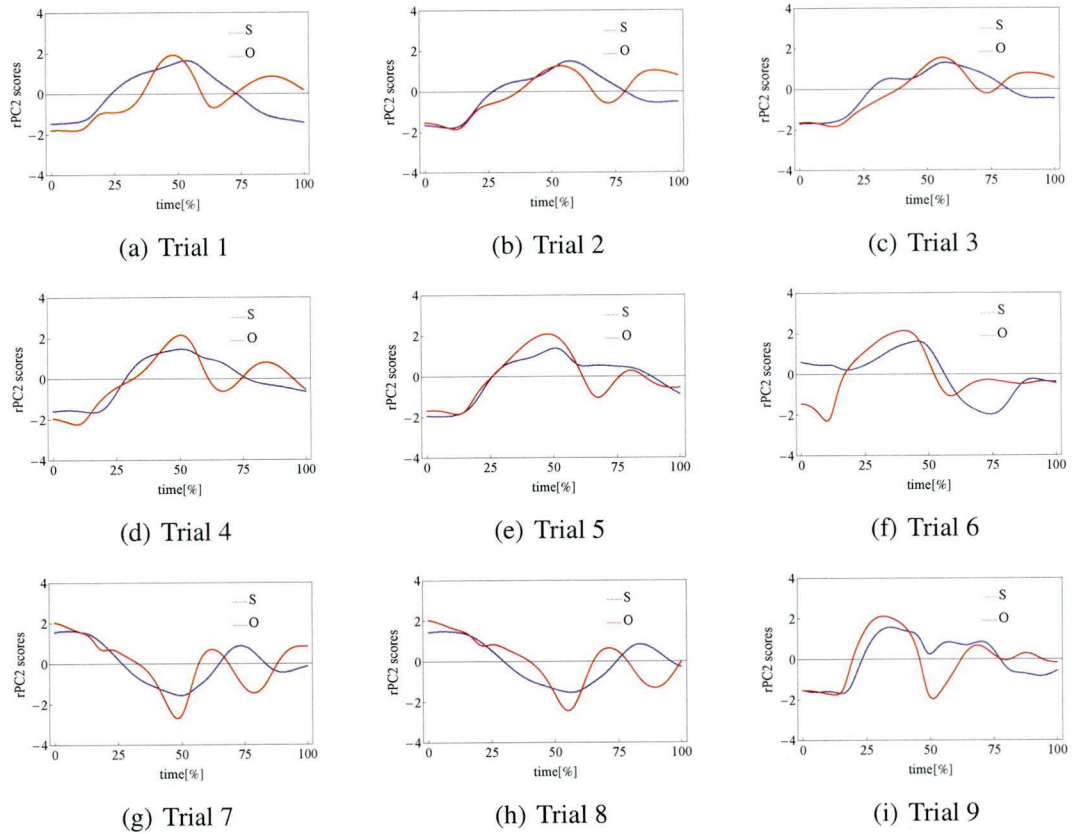 4
2
0
−2
−4
rPC2 scores
S
O
0 25 50 75 100
time[%]
(a) Trial 1
4
2
0
−2
−4
rPC2 scores
S
O
0 25 50 75 100
time[%]
(b) Trial 2
4
2
0
−2
−4
rPC2 scores
S
O
0 25 50 75 100
time[%]
(c) Trial 3
4
2
0
−2
−4
rPC2 scores
S
O
0 25 50 75 100
time[%]
(d) Trial 4
4
2
0
−2
−4
rPC2 scores
S
O
0 25 50 75 100
time[%]
(e) Trial 5
4
2
0
−2
−4
rPC2 scores
S
O
0 25 50 75 100
time[%]
(f) Trial 6
4
2
0
−2
−4
rPC2 scores
S
O
0 25 50 75 100
time[%]
(g) Trial 7
4
2
0
−2
−4
rPC2 scores
S
O
0 25 50 75 100
time[%]
(h) Trial 8
4
2
0
−2
−4
rPC2 scores
S
O
0 25 50 75 100
time[%]
(i) Trial 9